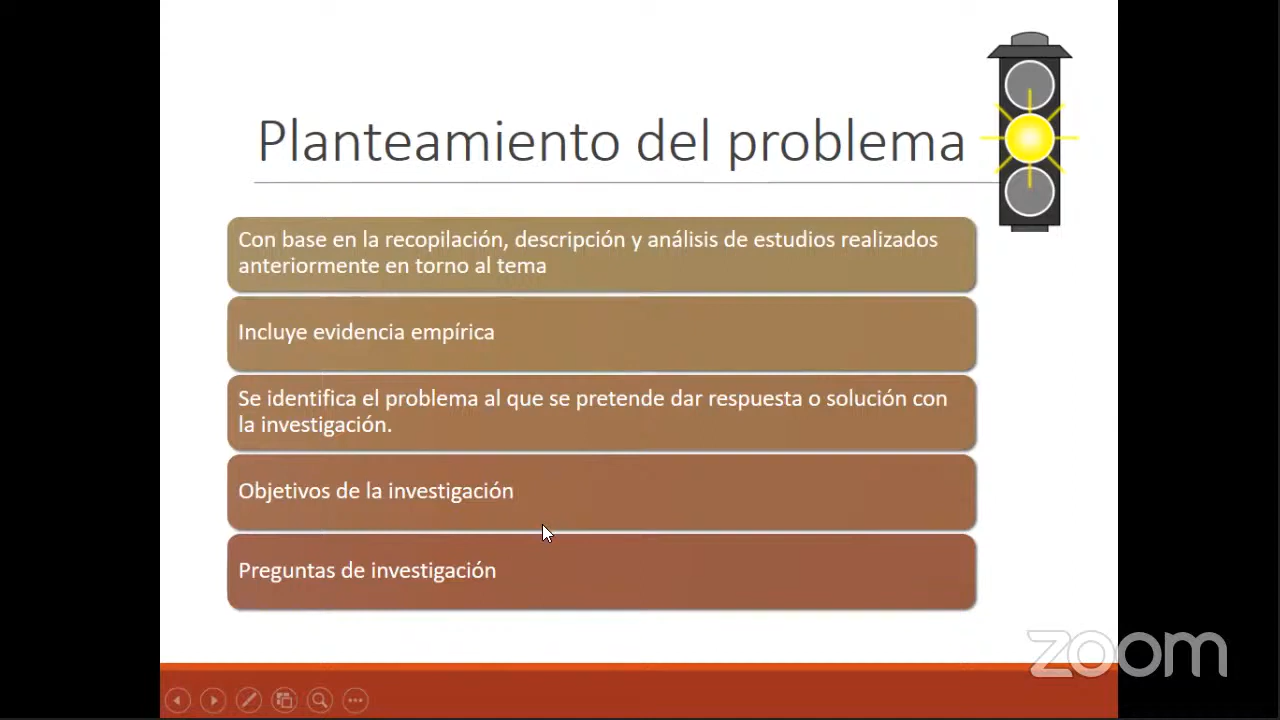 Planteamiento del problema
Con base en la recopilación, descripción y análisis de estudios realizados
anteriormente en torno al tema
Incluye evidencia empírica
Se identifica el problema al que se pretende dar respuesta o solución con
la investigación.
Objetivos de la investigación
Preguntas de investigación
zoom